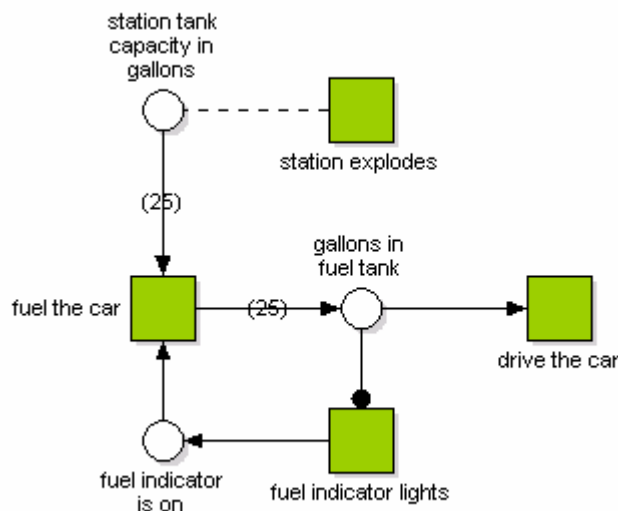 station tank
capacity in
gallons
station explodes
(25)
gallons in
fuel tank
fuel the car
(25)
drive the car
fuel indicator
is on
fuel indicator lights